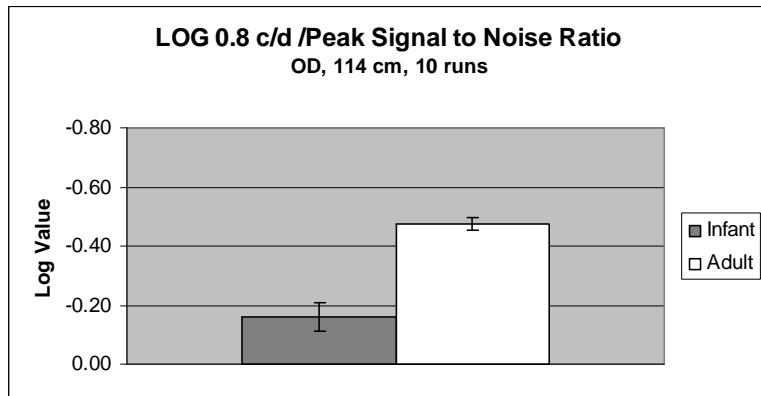 LOG 0.8 c/d /Peak Signal to Noise Ratio
OD, 114 cm, 10 runs
-0.80
-0.60
-0.40
-0.20
0.00
Log Value
Infant
Adult